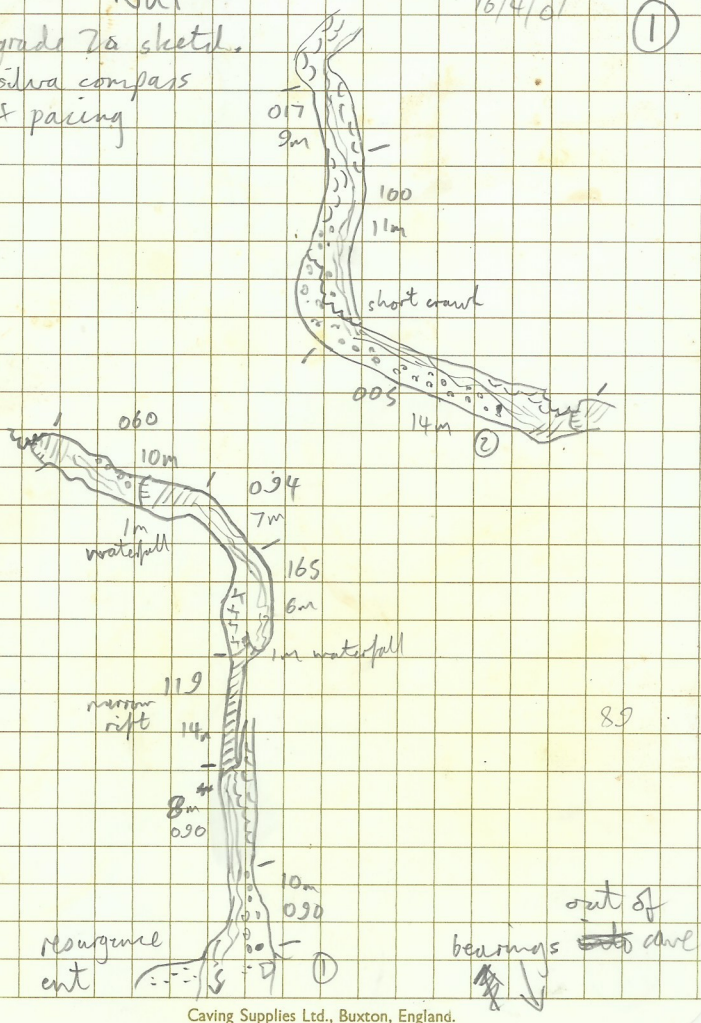 16/4/01
1
grade 2a sketch.
silva compass
& pacing
017
9m
100
11m
short crawl
005
14m
2
060
10m
094
7m
1m
waterfall
165
6m
1m waterfall
119
narrow
rift
14m
89
8m
090
10m
090
out of
bearings into cave
resurgence
ent
1
Caving Supplies Ltd., Buxton, England.